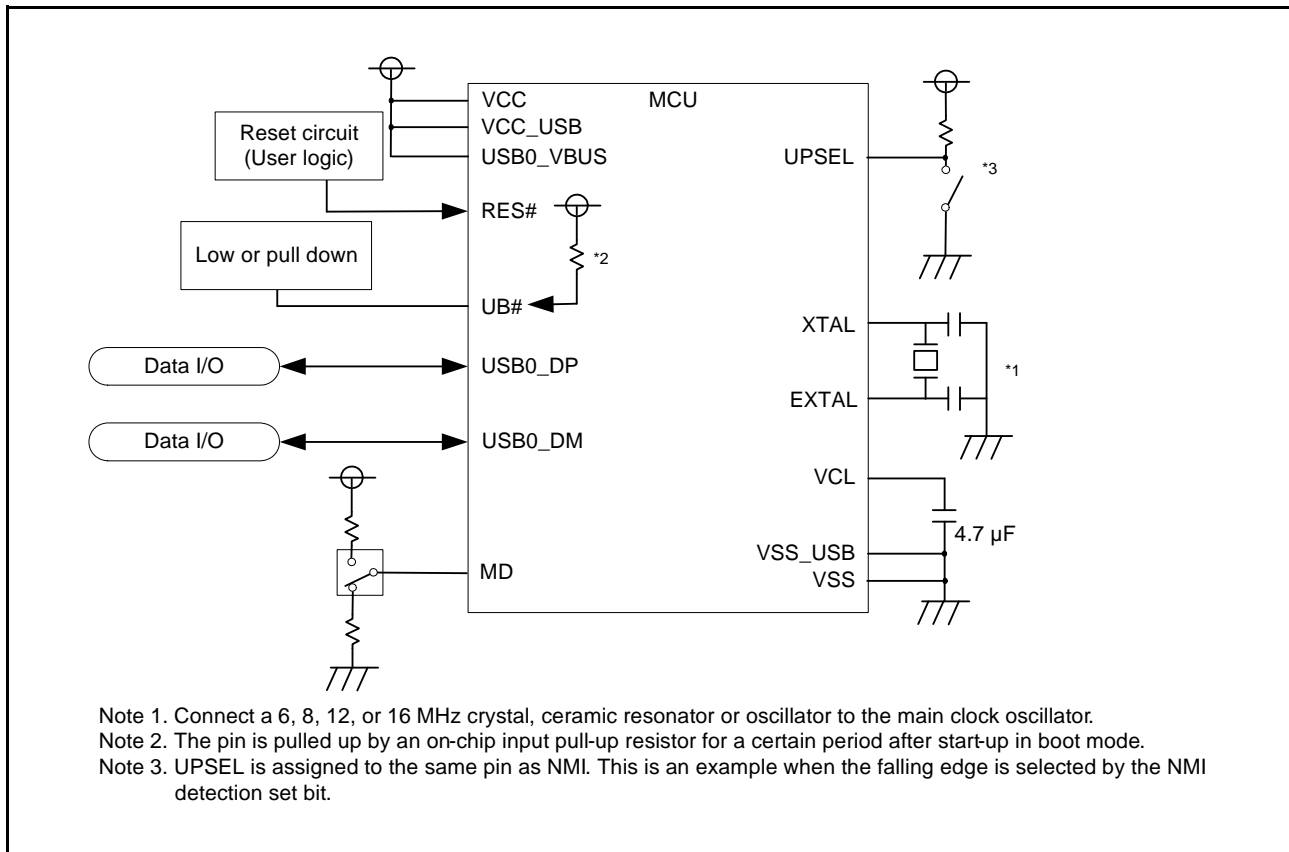 VCC
MCU
VCC_USB
Reset circuit
(User logic)
USB0_VBUS
UPSEL
*3
RES#
Low or pull down
*2
UB#
XTAL
Data I/O
USB0_DP
*1
EXTAL
Data I/O
USB0_DM
VCL
4.7 µF
VSS_USB
MD
VSS
Note 1. Connect a 6, 8, 12, or 16 MHz crystal, ceramic resonator or oscillator to the main clock oscillator.
Note 2. The pin is pulled up by an on-chip input pull-up resistor for a certain period after start-up in boot mode.
Note 3. UPSEL is assigned to the same pin as NMI. This is an example when the falling edge is selected by the NMI
detection set bit.